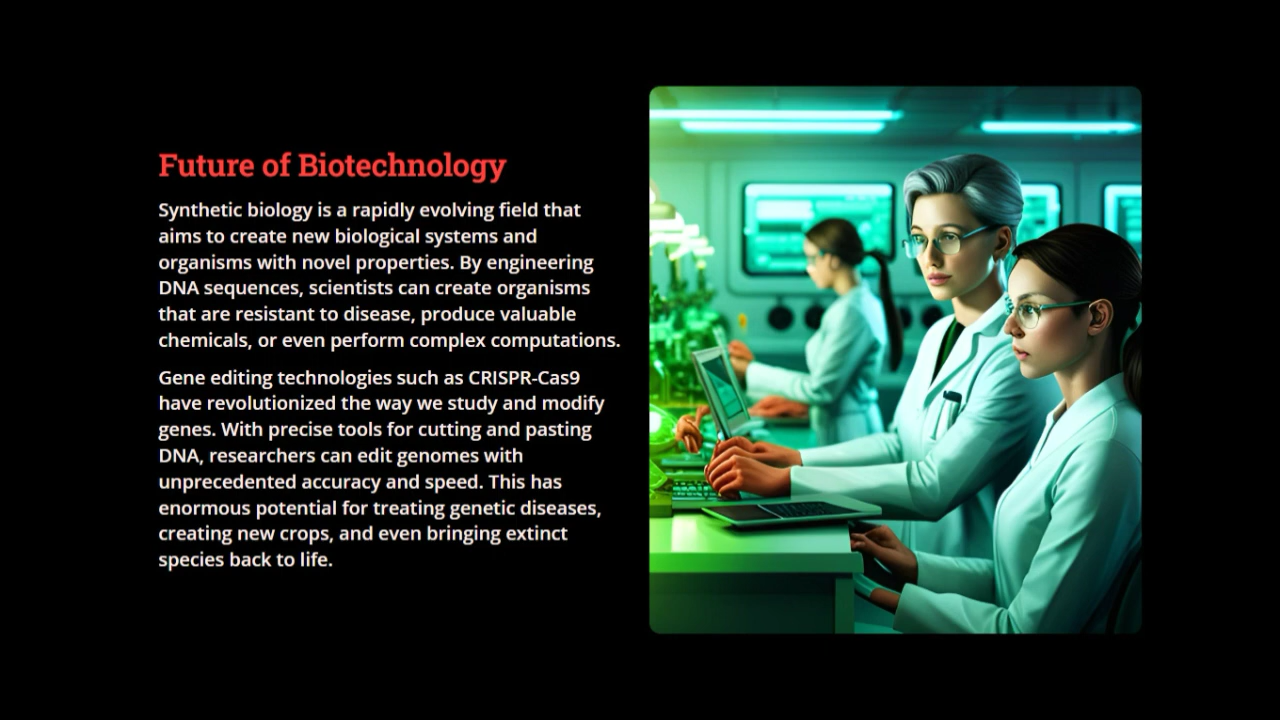 Future of Biotechnology
Synthetic biology is a rapidly evolving field that
aims to create new biological systems and
organisms with novel properties. By engineering
DNA sequences, scientists can create organisms
that are resistant to disease, produce valuable
chemicals, or even perform complex computations.
Gene editing technologies such as CRISPR-Cas9
have revolutionized the way we study and modify
genes. With precise tools for cutting and pasting
DNA, researchers can edit genomes with
unprecedented accuracy and speed. This has
enormous potential for treating genetic diseases,
creating new crops, and even bringing extinct
species back to life.